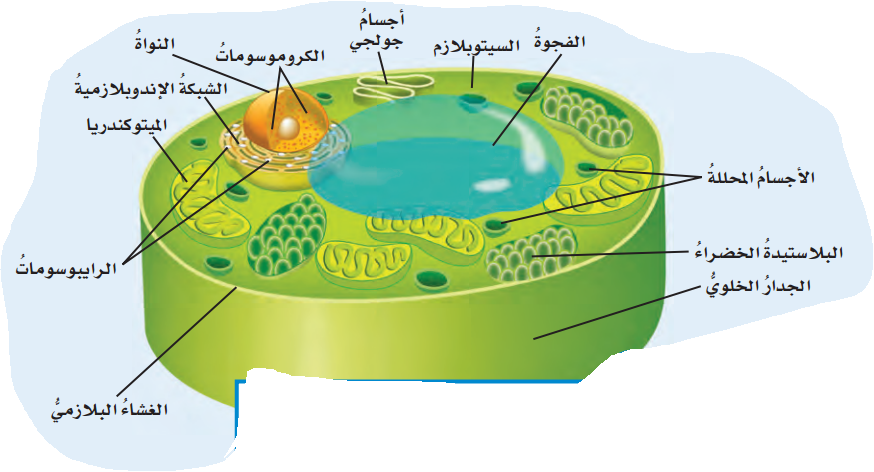 أجسامُ
جولجي
النواةُ
الكروموسوماتُ
السيتوبلازم
الفجوةُ
الشبكةُ الإندوبلازميةُ
الميتوكندريا
الأجسامُ المحللةُ
الرايبوسوماتُ
البلاستيدةُ الخضراءُ
الجدارُ الخلويُّ
الغشاءُ البلازميُّ